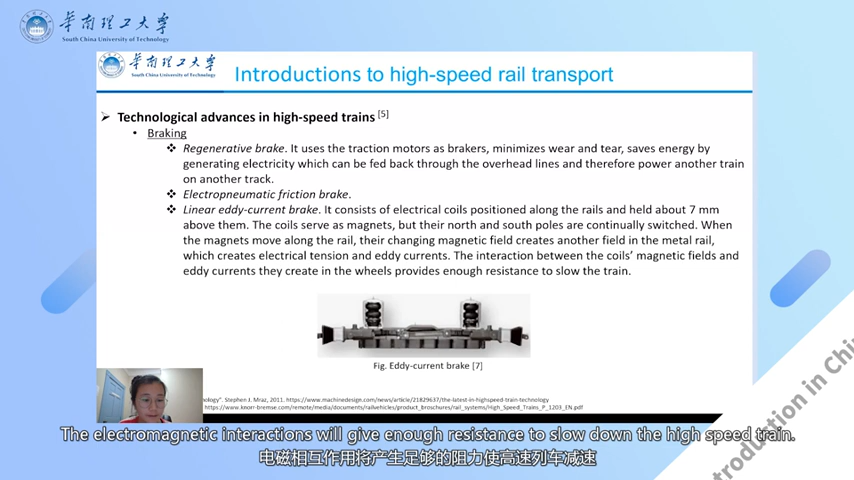 华南理工大学
South China University of Technology
华南理工大学
South China University of Technology
Introductions to high-speed rail transport
➢ Technological advances in high-speed trains [5]
• Braking
❖ Regenerative brake. It uses the traction motors as brakers, minimizes wear and tear, saves energy by
generating electricity which can be fed back through the overhead lines and therefore power another train
on another track.
❖ Electropneumatic friction brake.
❖ Linear eddy-current brake. It consists of electrical coils positioned along the rails and held about 7 mm
above them. The coils serve as magnets, but their north and south poles are continually switched. When
the magnets move along the rail, their changing magnetic field creates another field in the metal rail,
which creates electrical tension and eddy currents. The interaction between the coils' magnetic fields and
eddy currents they create in the wheels provides enough resistance to slow the train.
Fig. Eddy-current brake [7]
nology". Stephen J. Mraz, 2011. https://www.machinedesign.com/news/article/21829637/the-latest-in-highspeed-train-technology
https://www.knorr-bremse.com/remote/media/documents/railvehicles/product_broschures/rail_systems/High_Speed_Trains_P_1203_EN.pdf
The electromagnetic interactions will give enough resistance to slow down the high speed train.
电磁相互作用将产生足够的阻力使高速列车减速
troduction in Chi